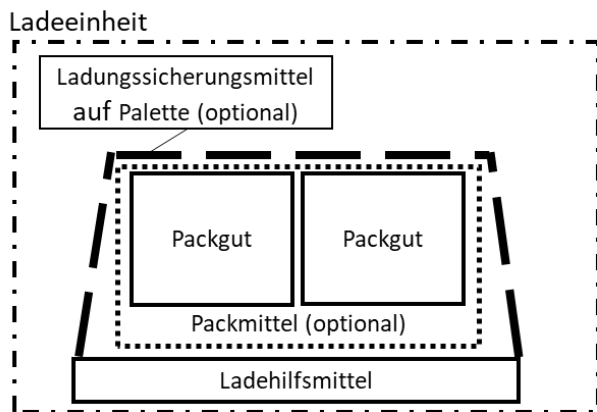 Ladeeinheit
Ladungssicherungsmittel
auf Palette (optional)
Packgut
Packgut
Packmittel (optional)
Ladehilfsmittel